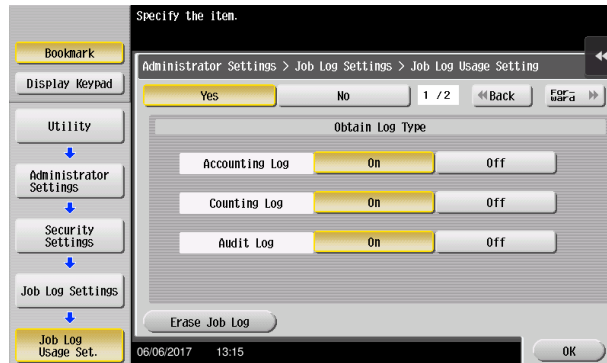 Specify the item.
Bookmark
Display Keypad
Utility
Administrator
Settings
Security
Settings
Job Log Settings
Job Log
Usage Set.
Administrator Settings > Job Log Settings > Job Log Usage Setting
Yes No 1 /2 Back For-
ward
Obtain Log Type
Accounting Log On Off
Counting Log On Off
Audit Log On Off
Erase Job Log
06/06/2017 13:15 OK